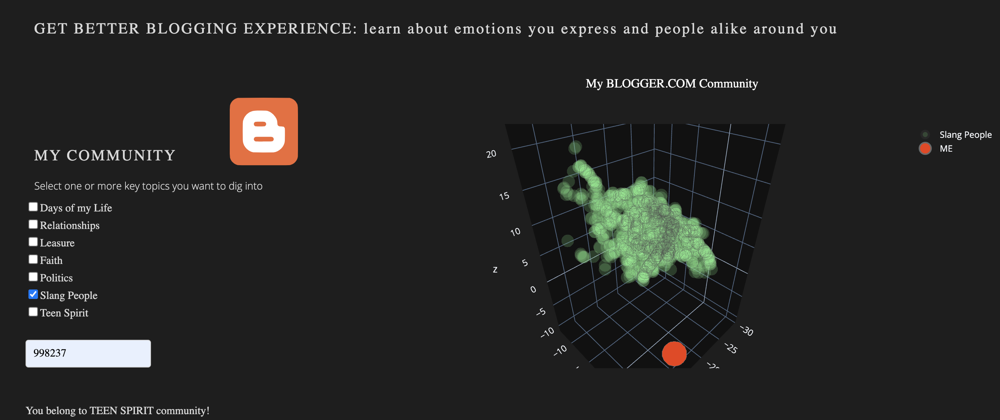 GET BETTER BLOGGING EXPERIENCE: learn about emotions you express and people alike around you
My BLOGGER.COM Community
MY COMMUNITY
Select one or more key topics you want to dig into
Days of my Life
Relationships
Leasure
Faith
Politics
Slang People
Teen Spirit
998237
You belong to TEEN SPIRIT community!
20
15
10
5
z
0
−5
−10
−10
−30
−25
Slang People
ME